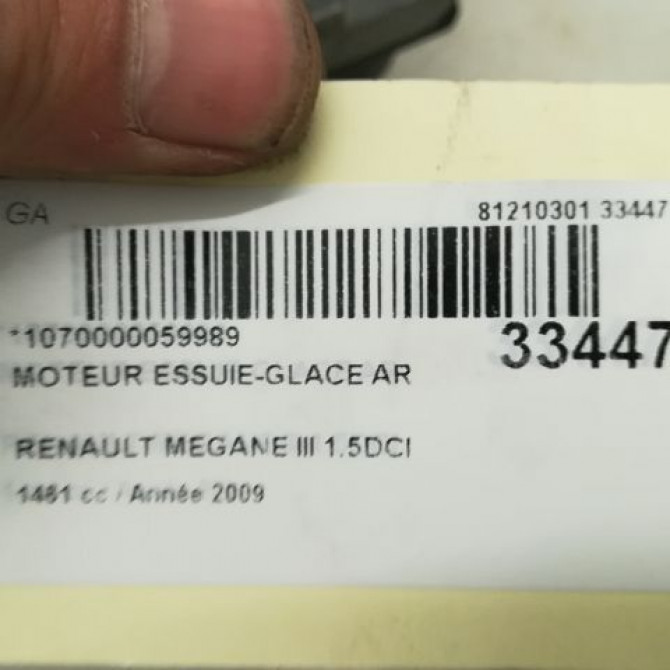 GA 81210301 33447
*1070000059989 33447
MOTEUR ESSUIE-GLACE AR
RENAULT MEGANE III 1.5DCI
1461 cc / Année 2009